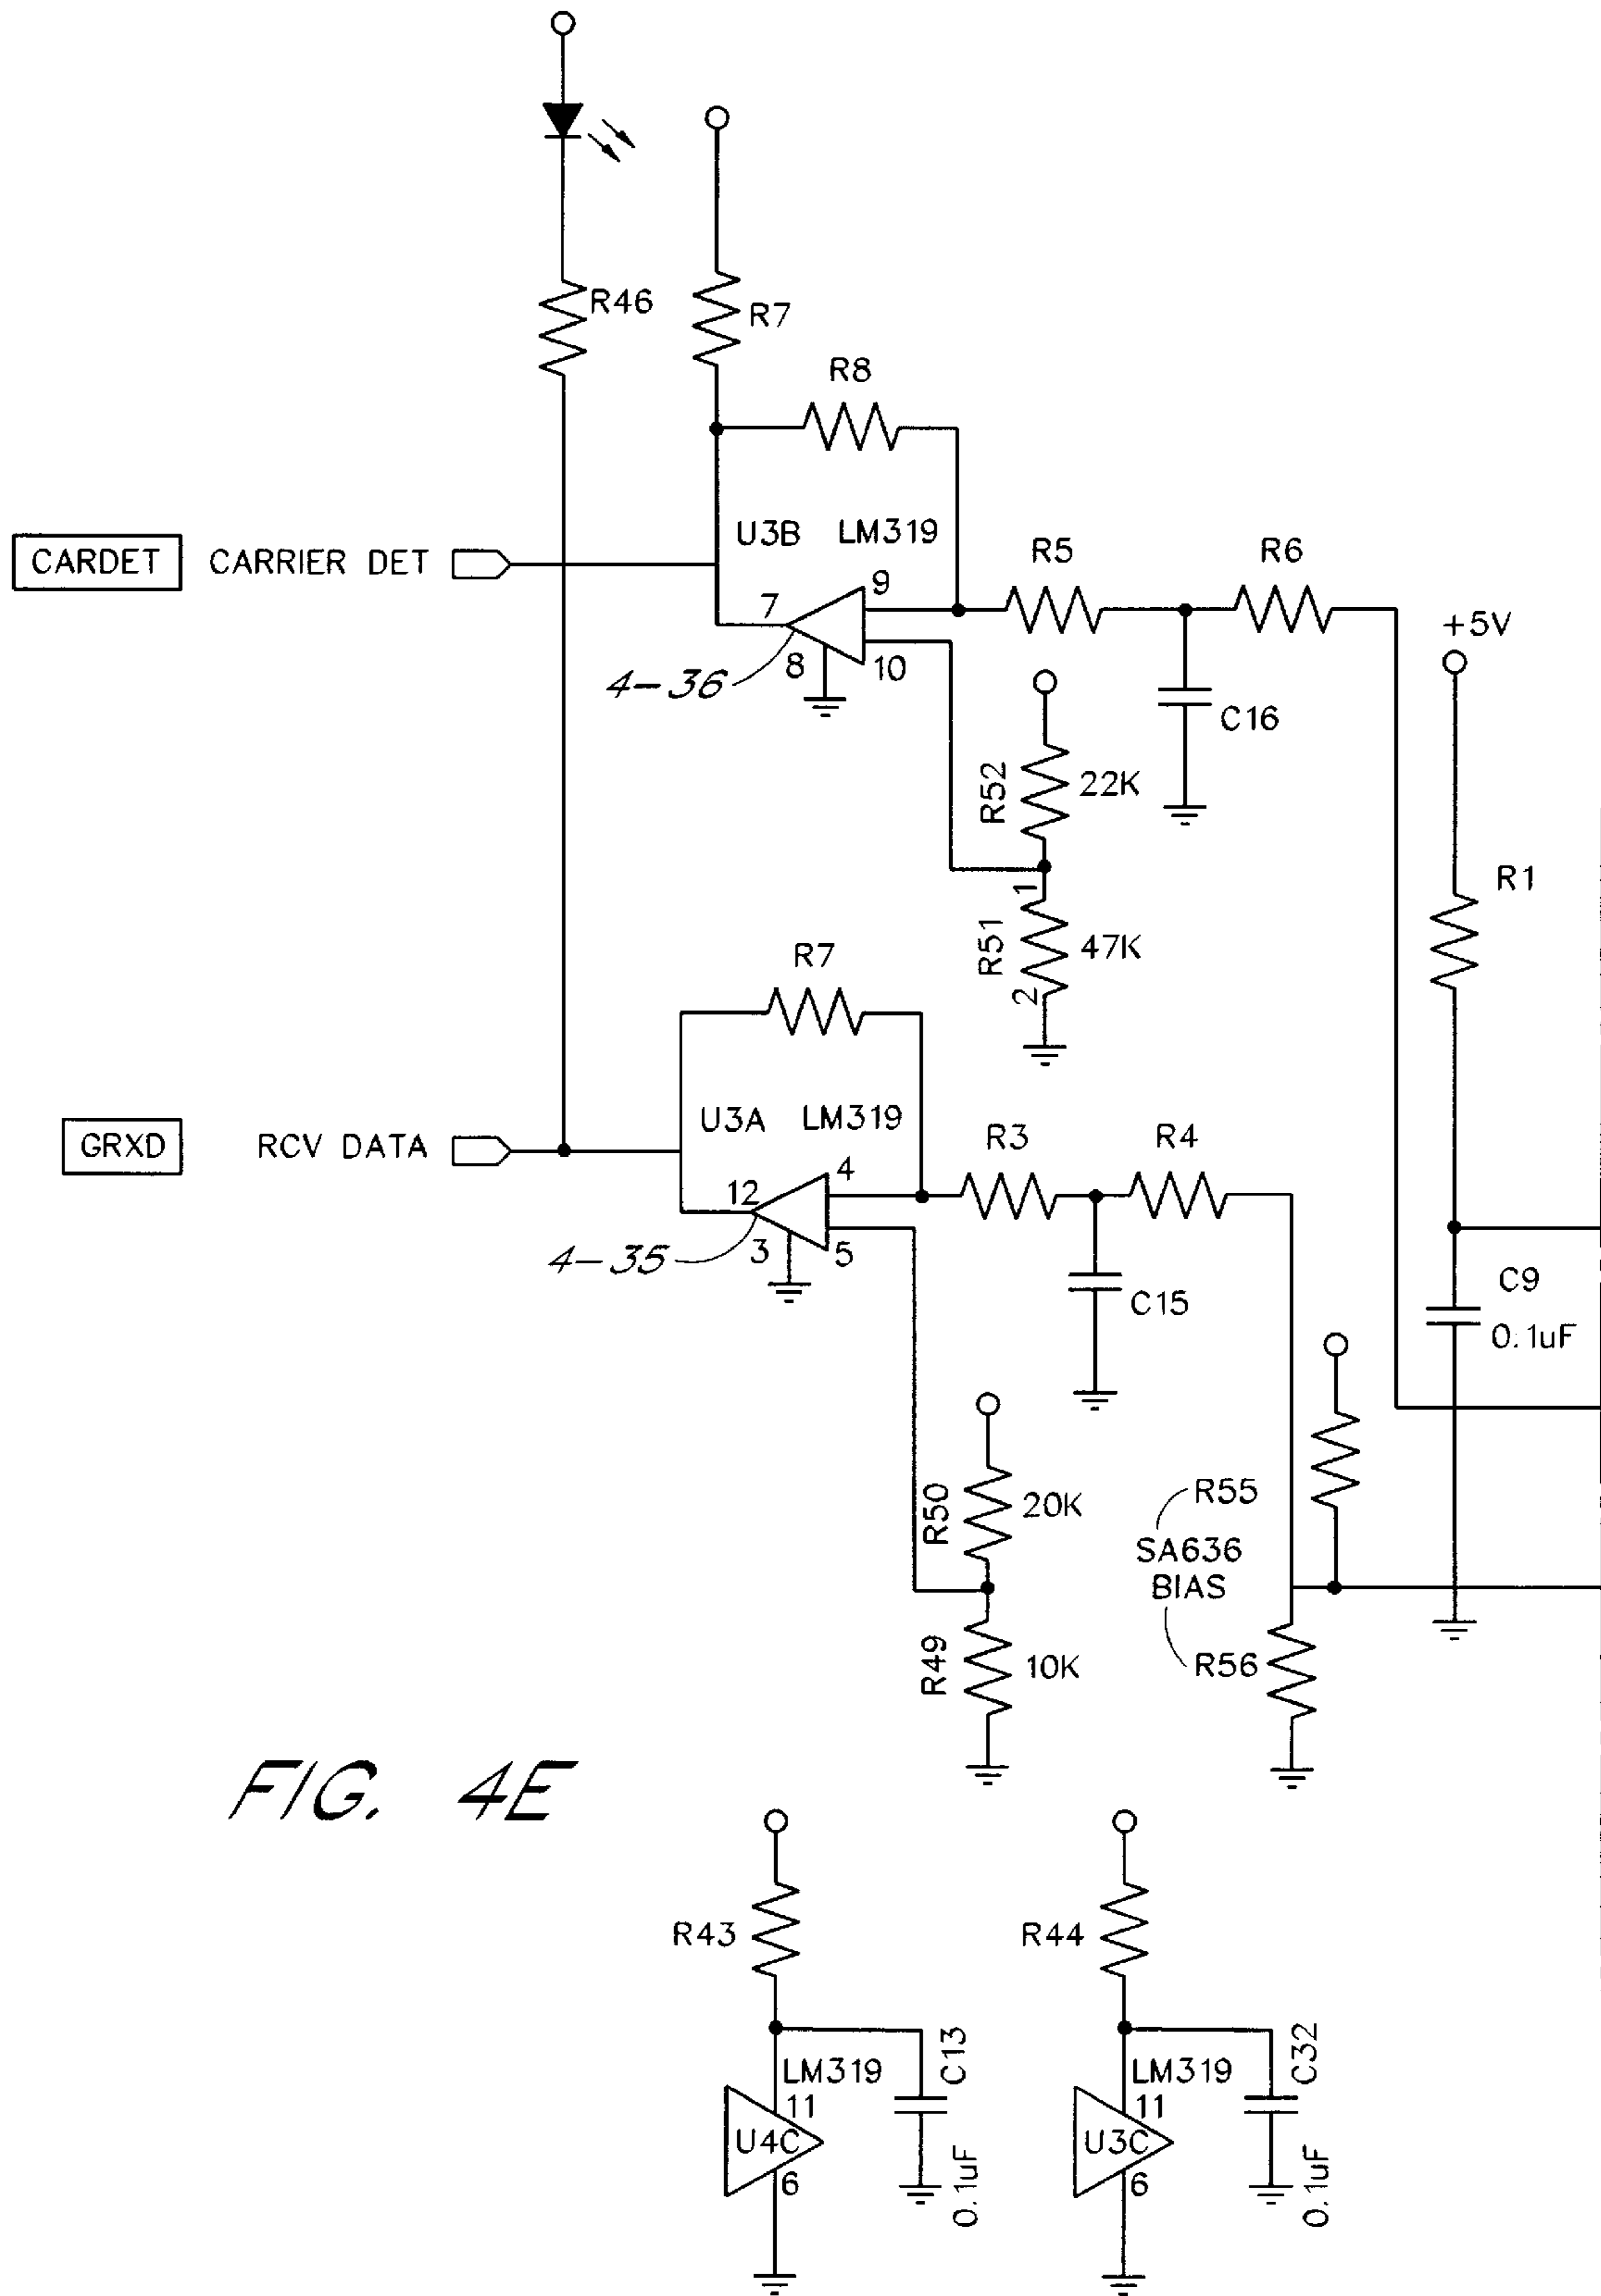 R46
R7
R8
U3B LM319
CARDET CARRIER DET
R5
R6
7
9
8
10
4-36
+5V
C16
R52
22K
1
R51
47K
2
R1
R7
U3A LM319
GRXD RCV DATA
R3
R4
12
4
3
5
4-35
C15
C9
0.1uF
R50
20K
R55
SA636
BIAS
R56
R49
10K
FIG. 4E
R43
R44
LM319
C13
11
U4C
6
0.1uF
LM319
C32
11
U3C
6
0.1uF